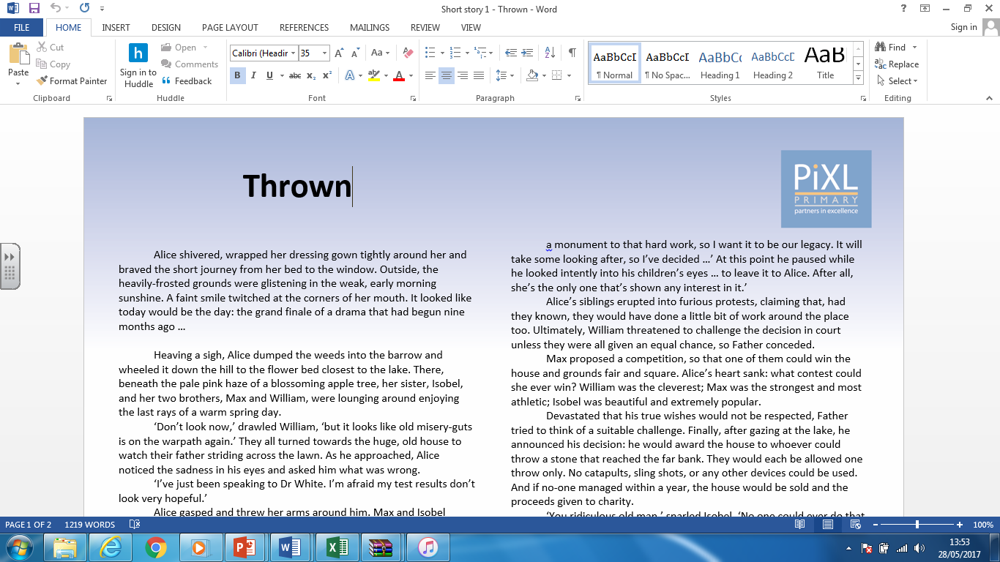 Short story 1 - Thrown - Word
FILE HOME INSERT DESIGN PAGE LAYOUT REFERENCES MAILINGS REVIEW VIEW Sign in
Paste
Cut
Copy
Format Painter
Clipboard
Sign in to Huddle
Open
Comments
Feedback
Huddle
Calibri (Headir 35
Font
Paragraph
AaBbCcI AaBbCcI AaBbCc AaBbCcE AaB
¶ Normal ¶ No Spac... Heading 1 Heading 2 Title
Styles
Find
Replace
Select
Editing
Thrown
PiXL
PRIMARY
partners in excellence
Alice shivered, wrapped her dressing gown tightly around her and
braved the short journey from her bed to the window. Outside, the
heavily-frosted grounds were glistening in the weak, early morning
sunshine. A faint smile twitched at the corners of her mouth. It looked like
today would be the day: the grand finale of a drama that had begun nine
months ago …
Heaving a sigh, Alice dumped the weeds into the barrow and
wheeled it down the hill to the flower bed closest to the lake. There,
beneath the pale pink haze of a blossoming apple tree, her sister, Isobel,
and her two brothers, Max and William, were lounging around enjoying
the last rays of a warm spring day.
‘Don’t look now,’ drawled William, ‘but it looks like old misery-guts
is on the warpath again.’ They all turned towards the huge, old house to
watch their father striding across the lawn. As he approached, Alice
noticed the sadness in his eyes and asked him what was wrong.
‘I’ve just been speaking to Dr White. I’m afraid my test results don’t
look very hopeful.’
Alice gasped and threw her arms around him. Max and Isobel
a monument to that hard work, so I want it to be our legacy. It will
take some looking after, so I’ve decided …’ At this point he paused while
he looked intently into his children’s eyes … to leave it to Alice. After all,
she’s the only one that’s shown any interest in it.’
Alice’s siblings erupted into furious protests, claiming that, had
they known, they would have done a little bit of work around the place
too. Ultimately, William threatened to challenge the decision in court
unless they were all given an equal chance, so Father conceded.
Max proposed a competition, so that one of them could win the
house and grounds fair and square. Alice’s heart sank: what contest could
she ever win? William was the cleverest; Max was the strongest and most
athletic; Isobel was beautiful and extremely popular.
Devastated that his true wishes would not be respected, Father
tried to think of a suitable challenge. Finally, after gazing at the lake, he
announced his decision: he would award the house to whoever could
throw a stone that reached the far bank. They would each be allowed one
throw only. No catapults, sling shots, or any other devices could be used.
And if no-one managed within a year, the house would be sold and the
proceeds given to charity.
‘You ridiculous old man,’ snarled Isobel. ‘No one could ever do that
PAGE 1 OF 2 1219 WORDS 100%
13:53
28/05/2017